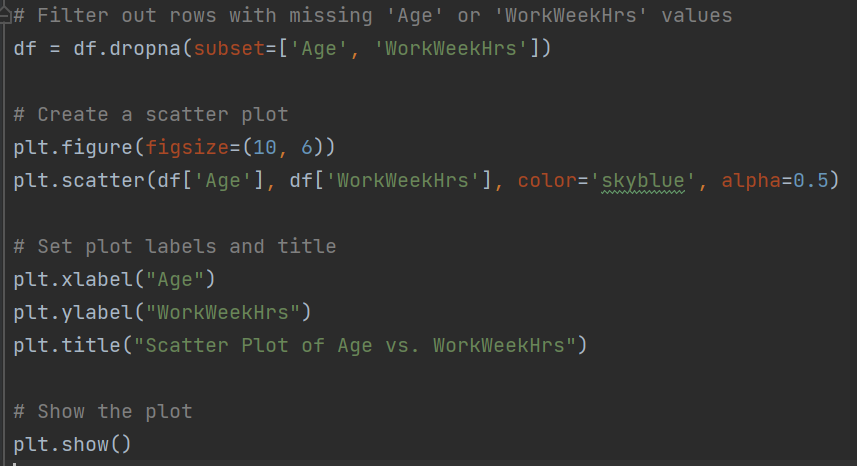 # Filter out rows with missing 'Age' or 'WorkWeekHrs' values
df = df.dropna(subset=['Age', 'WorkWeekHrs'])
# Create a scatter plot
plt.figure(figsize=(10, 6))
plt.scatter(df['Age'], df['WorkWeekHrs'], color='skyblue', alpha=0.5)
# Set plot labels and title
plt.xlabel("Age")
plt.ylabel("WorkWeekHrs")
plt.title("Scatter Plot of Age vs. WorkWeekHrs")
# Show the plot
plt.show()